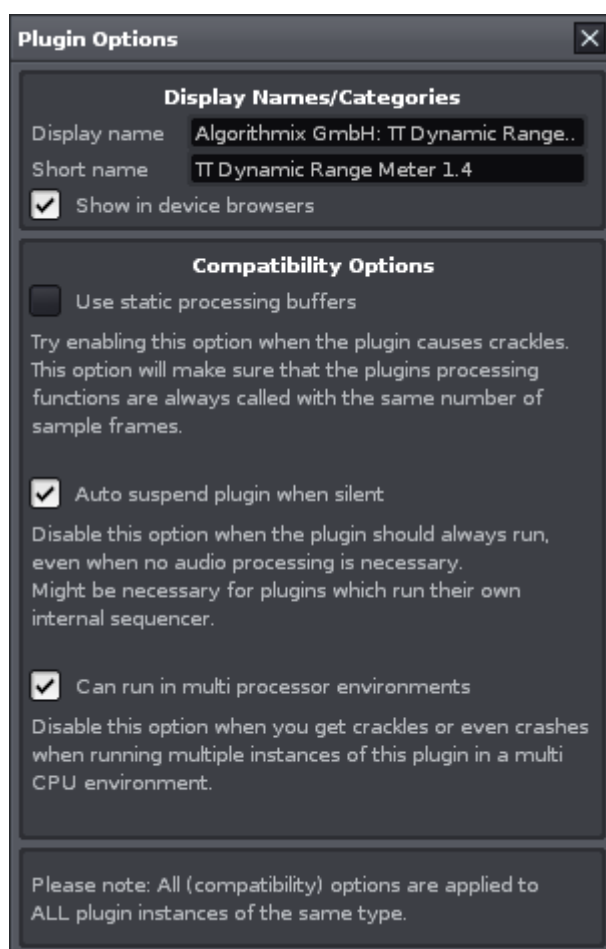 Plugin Options
Display Names/Categories
Display name Algorithmix GmbH: TT Dynamic Range..
Short name TT Dynamic Range Meter 1.4
Show in device browsers
Compatibility Options
Use static processing buffers
Try enabling this option when the plugin causes crackles.
This option will make sure that the plugins processing
functions are always called with the same number of
sample frames.
Auto suspend plugin when silent
Disable this option when the plugin should always run,
even when no audio processing is necessary.
Might be necessary for plugins which run their own
internal sequencer.
Can run in multi processor environments
Disable this option when you get crackles or even crashes
when running multiple instances of this plugin in a multi
CPU environment.
Please note: All (compatibility) options are applied to
ALL plugin instances of the same type.